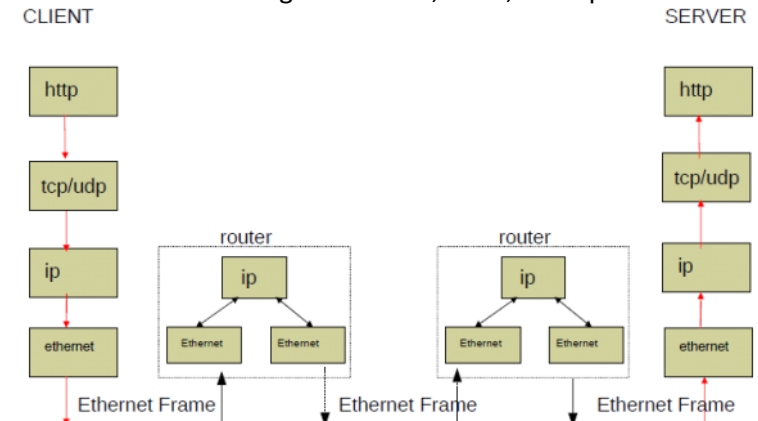 CLIENT SERVER
http http
tcp/udp tcp/udp
router router
ip ip ip ip
ethernet Ethernet Ethernet Ethernet Ethernet ethernet
Ethernet Frame Ethernet Frame Ethernet Frame